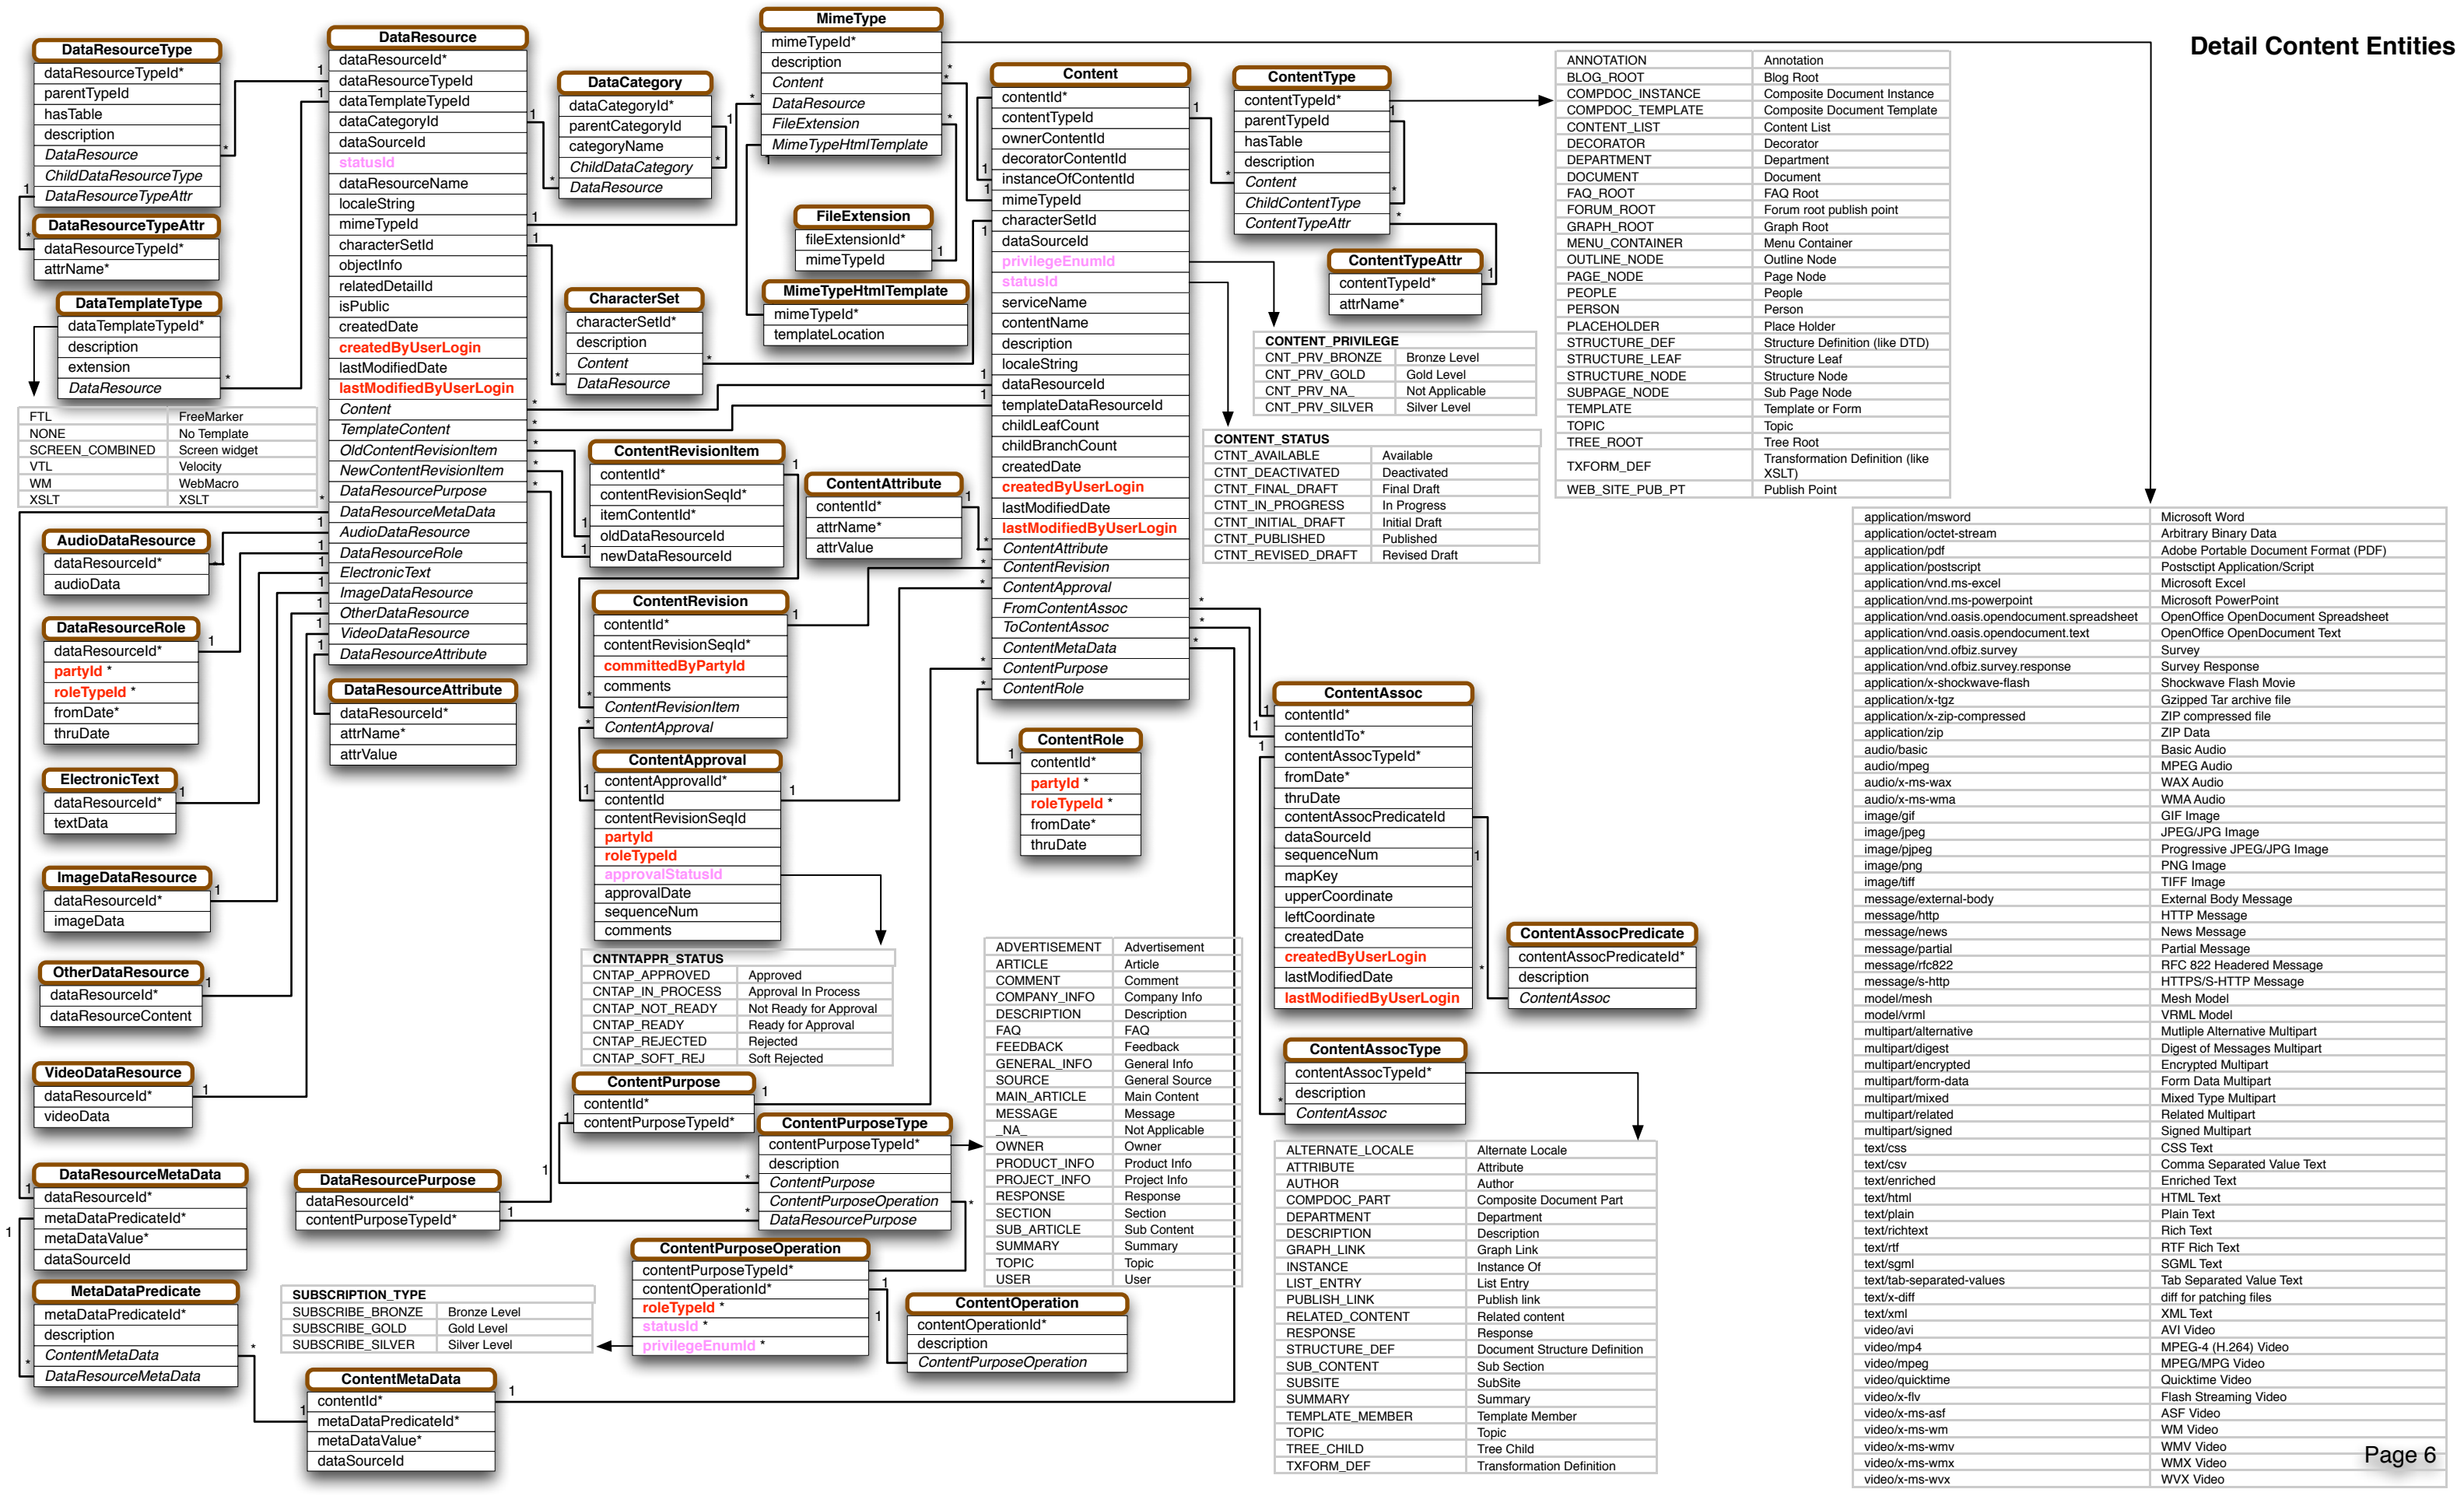 Detail Content Entities
DataResourceType
dataResourceTypeId*
parentTypeId
hasTable
description
DataResource
ChildDataResourceType
DataResourceTypeAttr
DataResourceTypeAttr
dataResourceTypeId*
attrName*
DataTemplateType
dataTemplateTypeId*
description
extension
DataResource
FTL FreeMarker
NONE No Template
SCREEN_COMBINED Screen widget
VTL Velocity
WM WebMacro
XSLT XSLT
AudioDataResource
dataResourceId*
audioData
DataResourceRole
dataResourceId*
partyId *
roleTypeId *
fromDate*
thruDate
ElectronicText
dataResourceId*
textData
ImageDataResource
dataResourceId*
imageData
OtherDataResource
dataResourceId*
dataResourceContent
VideoDataResource
dataResourceId*
videoData
DataResourceMetaData
dataResourceId*
metaDataPredicateId*
metaDataValue*
dataSourceId
MetaDataPredicate
metaDataPredicateId*
description
ContentMetaData
DataResourceMetaData
DataResource
dataResourceId*
dataResourceTypeId
dataTemplateTypeId
dataCategoryId
dataSourceId
statusId
dataResourceName
localeString
mimeTypeId
characterSetId
objectInfo
relatedDetailId
isPublic
createdDate
createdByUserLogin
lastModifiedDate
lastModifiedByUserLogin
Content
TemplateContent
OldContentRevisionItem
NewContentRevisionItem
DataResourcePurpose
DataResourceMetaData
AudioDataResource
DataResourceRole
ElectronicText
ImageDataResource
OtherDataResource
VideoDataResource
DataResourceAttribute
DataResourceAttribute
dataResourceId*
attrName*
attrValue
DataResourcePurpose
dataResourceId*
contentPurposeTypeId*
SUBSCRIPTION_TYPE
SUBSCRIBE_BRONZE Bronze Level
SUBSCRIBE_GOLD Gold Level
SUBSCRIBE_SILVER Silver Level
ContentMetaData
contentId*
metaDataPredicateId*
metaDataValue*
dataSourceId
DataCategory
dataCategoryId*
parentCategoryId
categoryName
ChildDataCategory
DataResource
CharacterSet
characterSetId*
description
Content
DataResource
ContentRevisionItem
contentId*
contentRevisionSeqId*
itemContentId*
oldDataResourceId
newDataResourceId
ContentRevision
contentId*
contentRevisionSeqId*
committedByPartyId
comments
ContentRevisionItem
ContentApproval
ContentApproval
contentApprovalId*
contentId
contentRevisionSeqId
partyId
roleTypeId
approvalStatusId
approvalDate
sequenceNum
comments
CNTNTAPPR_STATUS
CNTAP_APPROVED Approved
CNTAP_IN_PROCESS Approval In Process
CNTAP_NOT_READY Not Ready for Approval
CNTAP_READY Ready for Approval
CNTAP_REJECTED Rejected
CNTAP_SOFT_REJ Soft Rejected
ContentPurpose
contentId*
contentPurposeTypeId*
ContentPurposeType
contentPurposeTypeId*
description
ContentPurpose
ContentPurposeOperation
DataResourcePurpose
ContentPurposeOperation
contentPurposeTypeId*
contentOperationId*
roleTypeId *
statusId *
privilegeEnumId *
ContentOperation
contentOperationId*
description
ContentPurposeOperation
MimeType
mimeTypeId*
description
Content
DataResource
FileExtension
MimeTypeHtmlTemplate
FileExtension
fileExtensionId*
mimeTypeId
MimeTypeHtmlTemplate
mimeTypeId*
templateLocation
ContentAttribute
contentId*
attrName*
attrValue
Content
contentId*
contentTypeId
ownerContentId
decoratorContentId
instanceOfContentId
mimeTypeId
characterSetId
dataSourceId
privilegeEnumId
statusId
serviceName
contentName
description
localeString
dataResourceId
templateDataResourceId
childLeafCount
childBranchCount
createdDate
createdByUserLogin
lastModifiedDate
lastModifiedByUserLogin
ContentAttribute
ContentRevision
ContentApproval
FromContentAssoc
ToContentAssoc
ContentMetaData
ContentPurpose
ContentRole
ContentRole
contentId*
partyId *
roleTypeId *
fromDate*
thruDate
ADVERTISEMENT Advertisement
ARTICLE Article
COMMENT Comment
COMPANY_INFO Company Info
DESCRIPTION Description
FAQ FAQ
FEEDBACK Feedback
GENERAL_INFO General Info
SOURCE General Source
MAIN_ARTICLE Main Content
MESSAGE Message
_NA_ Not Applicable
OWNER Owner
PRODUCT_INFO Product Info
PROJECT_INFO Project Info
RESPONSE Response
SECTION Section
SUB_ARTICLE Sub Content
SUMMARY Summary
TOPIC Topic
USER User
ContentType
contentTypeId*
parentTypeId
hasTable
description
Content
ChildContentType
ContentTypeAttr
ContentTypeAttr
contentTypeId*
attrName*
CONTENT_PRIVILEGE
CNT_PRV_BRONZE Bronze Level
CNT_PRV_GOLD Gold Level
CNT_PRV_NA_ Not Applicable
CNT_PRV_SILVER Silver Level
CONTENT_STATUS
CTNT_AVAILABLE Available
CTNT_DEACTIVATED Deactivated
CTNT_FINAL_DRAFT Final Draft
CTNT_IN_PROGRESS In Progress
CTNT_INITIAL_DRAFT Initial Draft
CTNT_PUBLISHED Published
CTNT_REVISED_DRAFT Revised Draft
ContentAssoc
contentId*
contentIdTo*
contentAssocTypeId*
fromDate*
thruDate
contentAssocPredicateId
dataSourceId
sequenceNum
mapKey
upperCoordinate
leftCoordinate
createdDate
createdByUserLogin
lastModifiedDate
lastModifiedByUserLogin
ContentAssocPredicate
contentAssocPredicateId*
description
ContentAssoc
ContentAssocType
contentAssocTypeId*
description
ContentAssoc
ALTERNATE_LOCALE Alternate Locale
ATTRIBUTE Attribute
AUTHOR Author
COMPDOC_PART Composite Document Part
DEPARTMENT Department
DESCRIPTION Description
GRAPH_LINK Graph Link
INSTANCE Instance Of
LIST_ENTRY List Entry
PUBLISH_LINK Publish link
RELATED_CONTENT Related content
RESPONSE Response
STRUCTURE_DEF Document Structure Definition
SUB_CONTENT Sub Section
SUBSITE SubSite
SUMMARY Summary
TEMPLATE_MEMBER Template Member
TOPIC Topic
TREE_CHILD Tree Child
TXFORM_DEF Transformation Definition
ANNOTATION Annotation
BLOG_ROOT Blog Root
COMPDOC_INSTANCE Composite Document Instance
COMPDOC_TEMPLATE Composite Document Template
CONTENT_LIST Content List
DECORATOR Decorator
DEPARTMENT Department
DOCUMENT Document
FAQ_ROOT FAQ Root
FORUM_ROOT Forum root publish point
GRAPH_ROOT Graph Root
MENU_CONTAINER Menu Container
OUTLINE_NODE Outline Node
PAGE_NODE Page Node
PEOPLE People
PERSON Person
PLACEHOLDER Place Holder
STRUCTURE_DEF Structure Definition (like DTD)
STRUCTURE_LEAF Structure Leaf
STRUCTURE_NODE Structure Node
SUBPAGE_NODE Sub Page Node
TEMPLATE Template or Form
TOPIC Topic
TREE_ROOT Tree Root
TXFORM_DEF Transformation Definition (like
XSLT)
WEB_SITE_PUB_PT Publish Point
application/msword Microsoft Word
application/octet-stream Arbitrary Binary Data
application/pdf Adobe Portable Document Format (PDF)
application/postscript Postsctipt Application/Script
application/vnd.ms-excel Microsoft Excel
application/vnd.ms-powerpoint Microsoft PowerPoint
application/vnd.oasis.opendocument.spreadsheet OpenOffice OpenDocument Spreadsheet
application/vnd.oasis.opendocument.text OpenOffice OpenDocument Text
application/vnd.ofbiz.survey Survey
application/vnd.ofbiz.survey.response Survey Response
application/x-shockwave-flash Shockwave Flash Movie
application/x-tgz Gzipped Tar archive file
application/x-zip-compressed ZIP compressed file
application/zip ZIP Data
audio/basic Basic Audio
audio/mpeg MPEG Audio
audio/x-ms-wax WAX Audio
audio/x-ms-wma WMA Audio
image/gif GIF Image
image/jpeg JPEG/JPG Image
image/pjpeg Progressive JPEG/JPG Image
image/png PNG Image
image/tiff TIFF Image
message/external-body External Body Message
message/http HTTP Message
message/news News Message
message/partial Partial Message
message/rfc822 RFC 822 Headered Message
message/s-http HTTPS/S-HTTP Message
model/mesh Mesh Model
model/vrml VRML Model
multipart/alternative Mutliple Alternative Multipart
multipart/digest Digest of Messages Multipart
multipart/encrypted Encrypted Multipart
multipart/form-data Form Data Multipart
multipart/mixed Mixed Type Multipart
multipart/related Related Multipart
multipart/signed Signed Multipart
text/css CSS Text
text/csv Comma Separated Value Text
text/enriched Enriched Text
text/html HTML Text
text/plain Plain Text
text/richtext Rich Text
text/rtf RTF Rich Text
text/sgml SGML Text
text/tab-separated-values Tab Separated Value Text
text/x-diff diff for patching files
text/xml XML Text
video/avi AVI Video
video/mp4 MPEG-4 (H.264) Video
video/mpeg MPEG/MPG Video
video/quicktime Quicktime Video
video/x-flv Flash Streaming Video
video/x-ms-asf ASF Video
video/x-ms-wm WM Video
video/x-ms-wmv WMV Video
video/x-ms-wmx WMX Video
video/x-ms-wvx WVX Video
Page 6